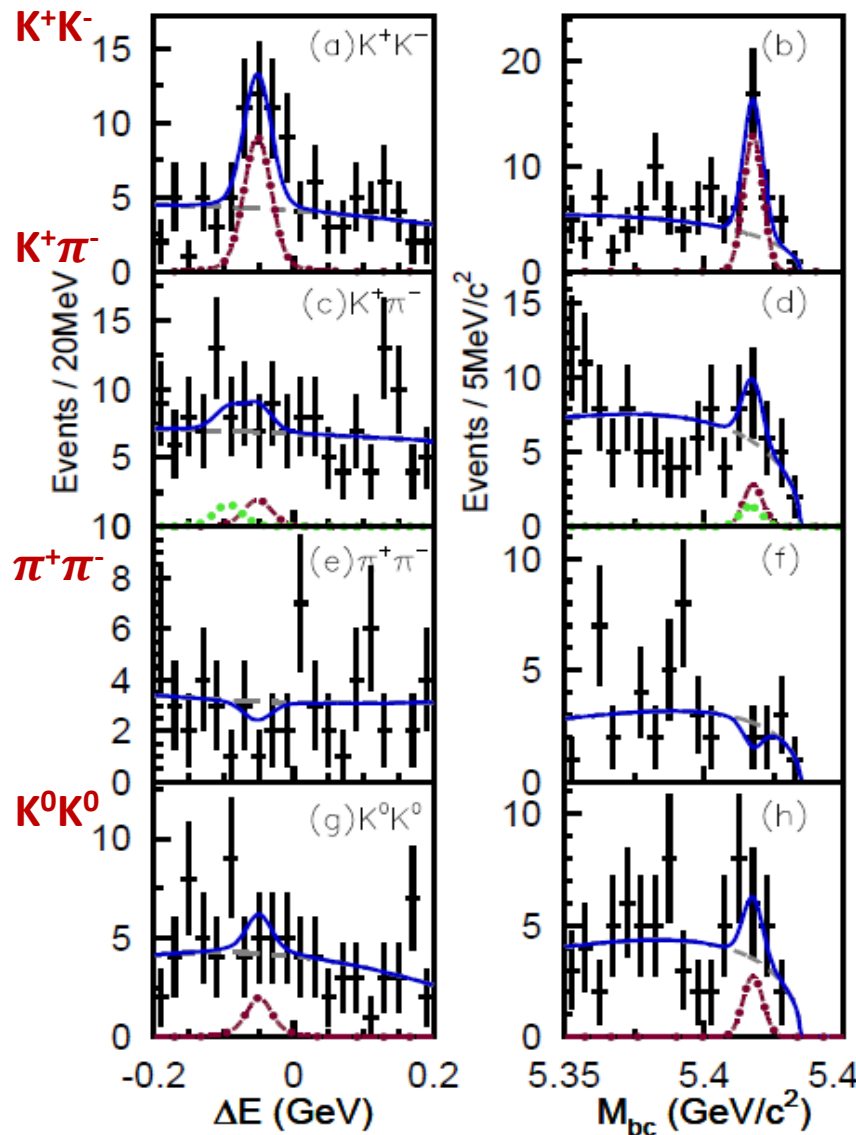 K⁺K⁻
(a)K⁺K⁻
(b)
15
10
5
0
20
10
0
K⁺π⁻
(c)K⁺π⁻
(d)
15
10
5
10
15
10
5
0
Events / 20MeV
Events / 5MeV/c²
π⁺π⁻
(e)π⁺π⁻
(f)
8
6
4
2
0
10
5
0
K⁰K⁰
(g)K⁰K⁰
(h)
10
5
0
10
5
0
-0.2
0
0.2
5.35
5.4
5.4
ΔE (GeV)
M_bc (GeV/c²)